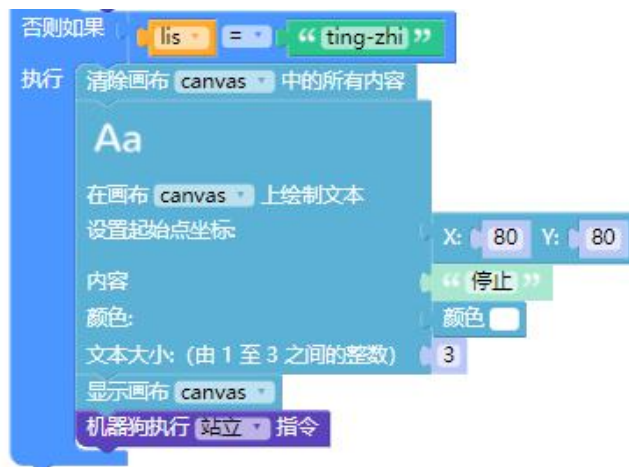 否则如果 lis = “ ting-zhi ”
执行 清除画布 canvas 中的所有内容
Aa
在画布 canvas 上绘制文本
设置起始点坐标: X: 80 Y: 80
内容 “ 停止 ”
颜色: 颜色
文本大小: (由 1 至 3 之间的整数) 3
显示画布 canvas
机器狗执行 站立 指令